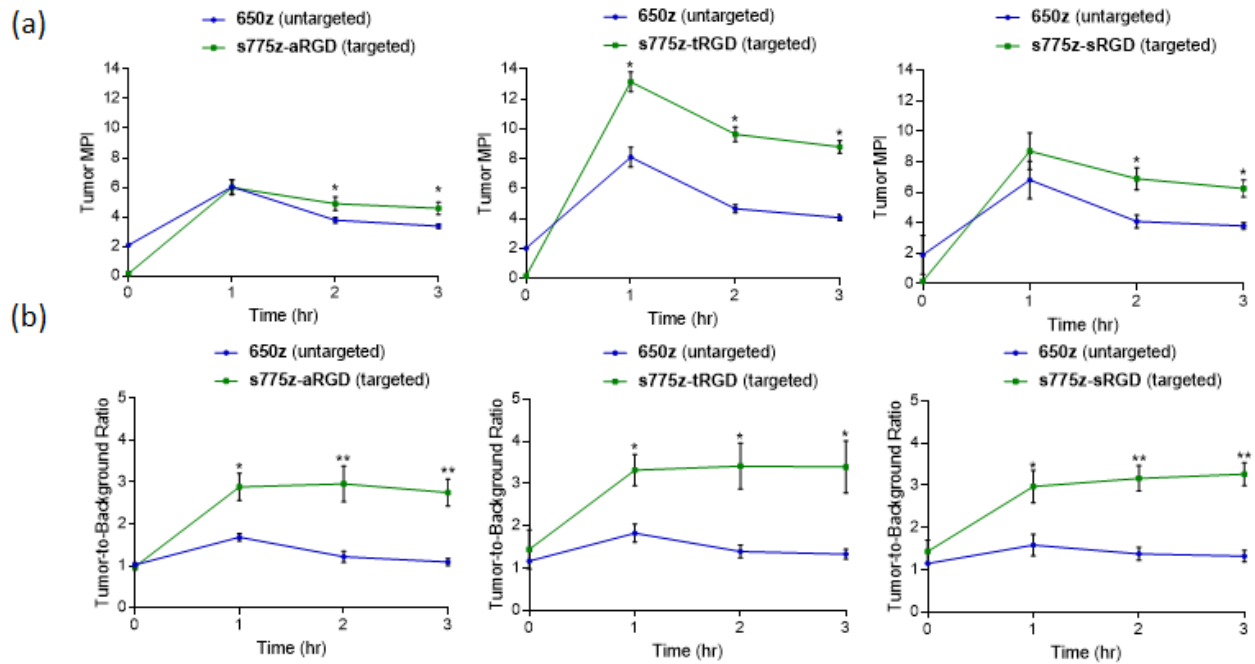 (a)
650z (untargeted)
s775z-aRGD (targeted)
Tumor MPI
14
12
10
8
6
4
2
0
* *
0 1 2 3
Time (hr)
650z (untargeted)
s775z-tRGD (targeted)
Tumor MPI
14
12
10
8
6
4
2
0
* * *
0 1 2 3
Time (hr)
650z (untargeted)
s775z-sRGD (targeted)
Tumor MPI
14
12
10
8
6
4
2
0
* *
0 1 2 3
Time (hr)
(b)
650z (untargeted)
s775z-aRGD (targeted)
Tumor-to-Background Ratio
5
4
3
2
1
0
* ** **
0 1 2 3
Time (hr)
650z (untargeted)
s775z-tRGD (targeted)
Tumor-to-Background Ratio
5
4
3
2
1
0
* * *
0 1 2 3
Time (hr)
650z (untargeted)
s775z-sRGD (targeted)
Tumor-to-Background Ratio
5
4
3
2
1
0
* ** **
0 1 2 3
Time (hr)